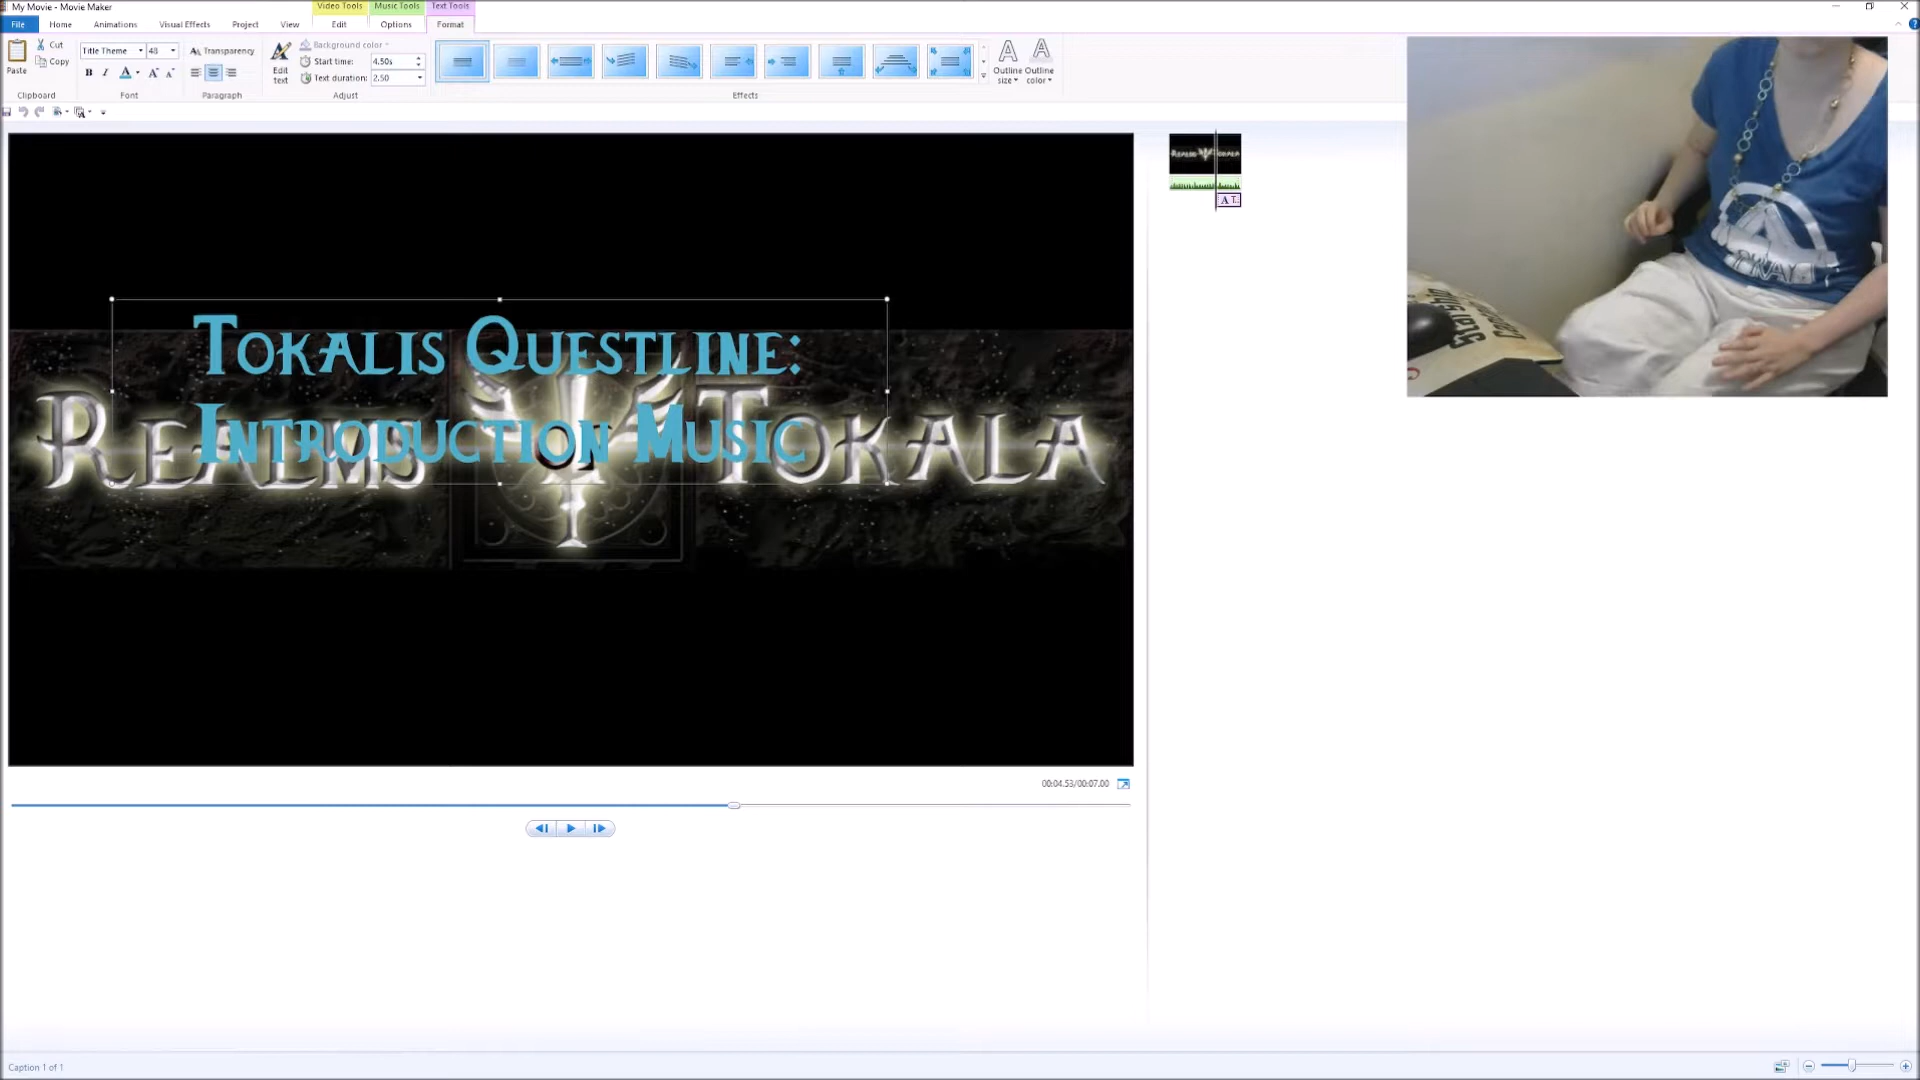 My Movie - Movie Maker
Video Tools
Music Tools
Text Tools
File
Home
Animations
Visual Effects
Project
View
Edit
Options
Format
Paste
Cut
Copy
Clipboard
Title Theme
48
B I A A A
Font
Transparency
Paragraph
Edit text
Background color
Start time: 4.50s
Text duration: 2.50
Adjust
Effects
Outline size
Outline color
Tokalis Questline:
Introduction Music
Realms Tokala
Realms Tokala
A T..
00:04.53/00:07.00
Caption 1 of 1